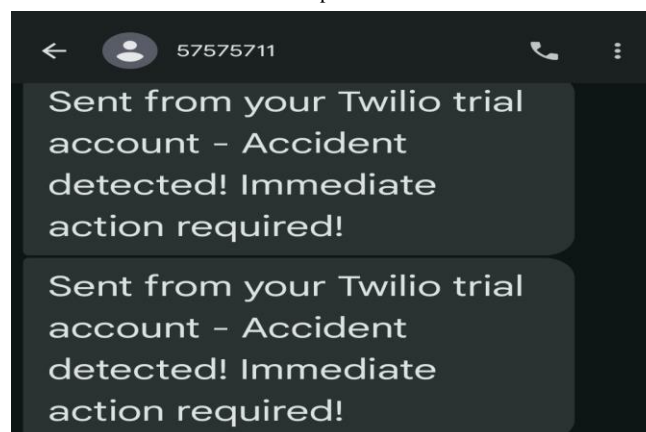 57575711
Sent from your Twilio trial
account – Accident
detected! Immediate
action required!
Sent from your Twilio trial
account – Accident
detected! Immediate
action required!